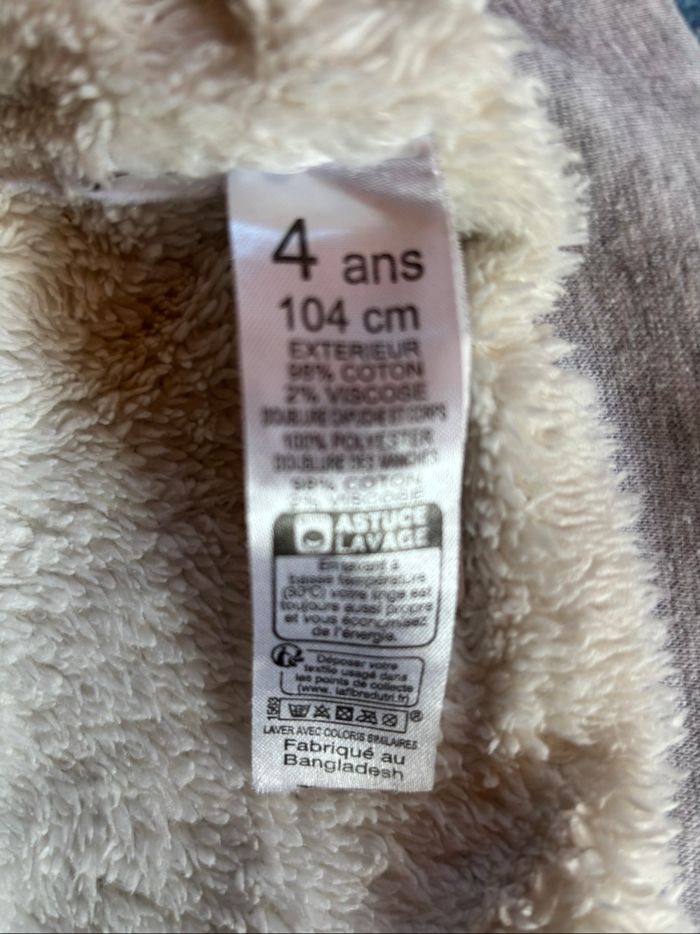 4 ans
104 cm
EXTERIEUR
98% COTON
2% VISCOSE
DOUBLURE CAPUCHE ET CORPS
100% POLYESTER
DOUBLURE DES MANCHES
98% COTON
2% VISCOSE
ASTUCE
LAVAGE
En lavant à
basse température
(30°C) votre linge est
toujours aussi propre
et vous économisez
de l'énergie.
Déposer votre
textile usagé dans
les points de collecte
(www. lafibredutri.fr)
®
LAVER AVEC COLORIS SIMILAIRES
Fabriqué au
Bangladesh